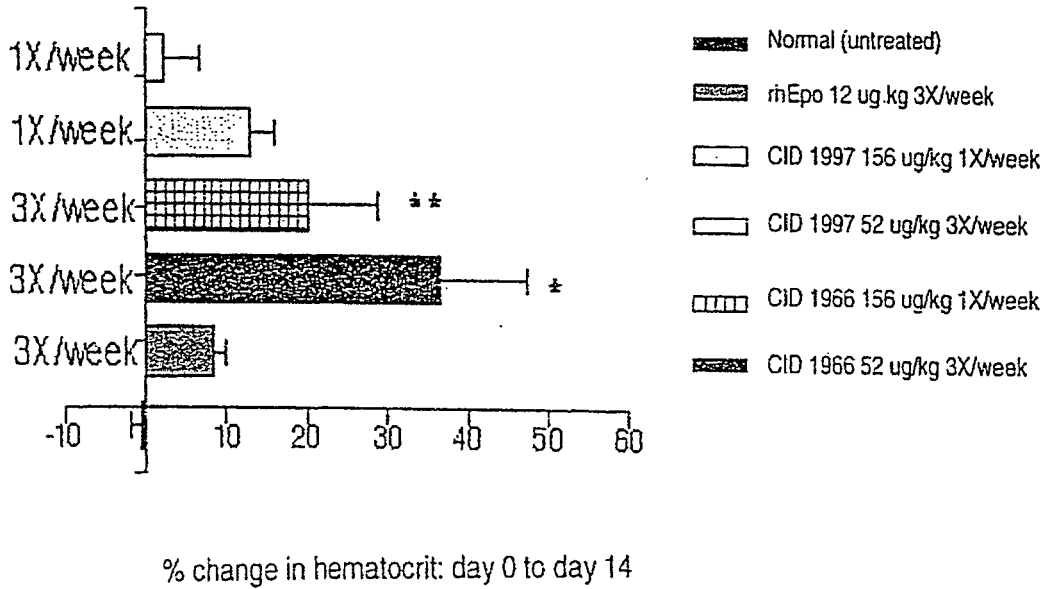 1X/week
1X/week
3X/week
3X/week
3X/week
**
*
-10 10 20 30 40 50 60
% change in hematocrit: day 0 to day 14
Normal (untreated)
rhEpo 12 ug.kg 3X/week
CID 1997 156 ug/kg 1X/week
CID 1997 52 ug/kg 3X/week
CID 1966 156 ug/kg 1X/week
CID 1966 52 ug/kg 3X/week